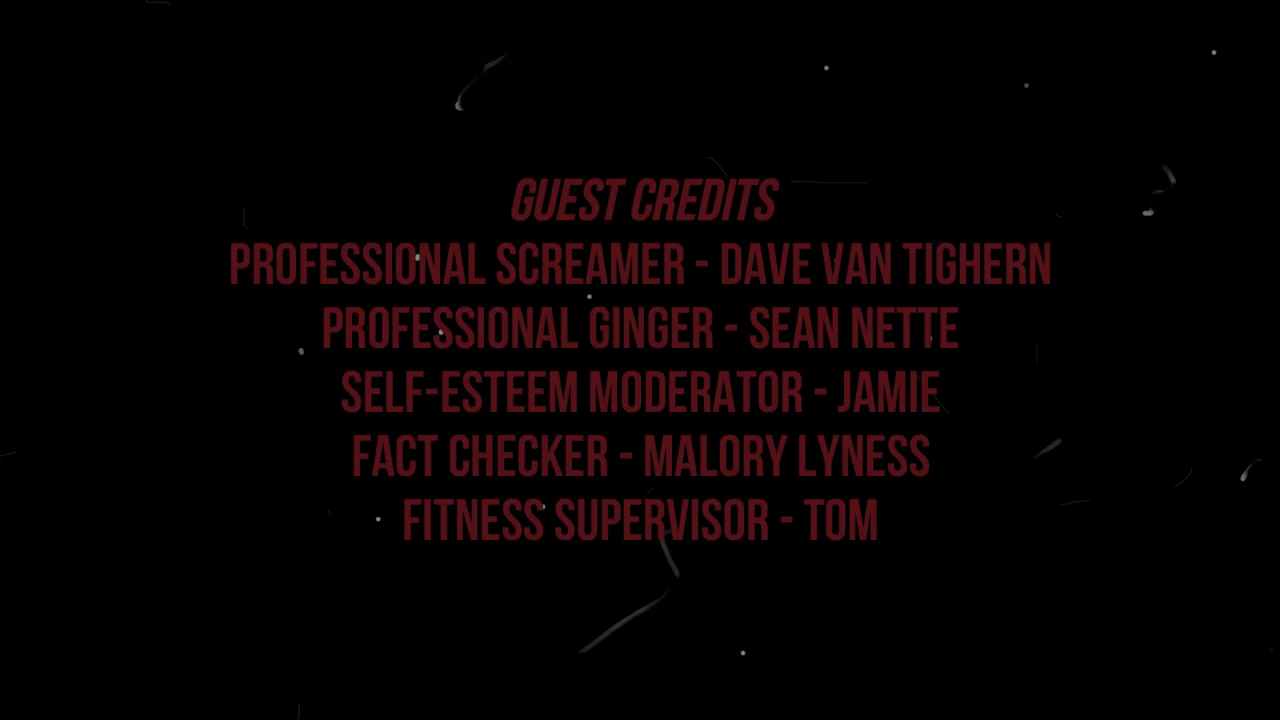 GUEST CREDITS
PROFESSIONAL SCREAMER - DAVE VAN TIGHERN
PROFESSIONAL GINGER - SEAN NETTE
SELF-ESTEEM MODERATOR - JAMIE
FACT CHECKER - MALORY LYNESS
FITNESS SUPERVISOR - TOM